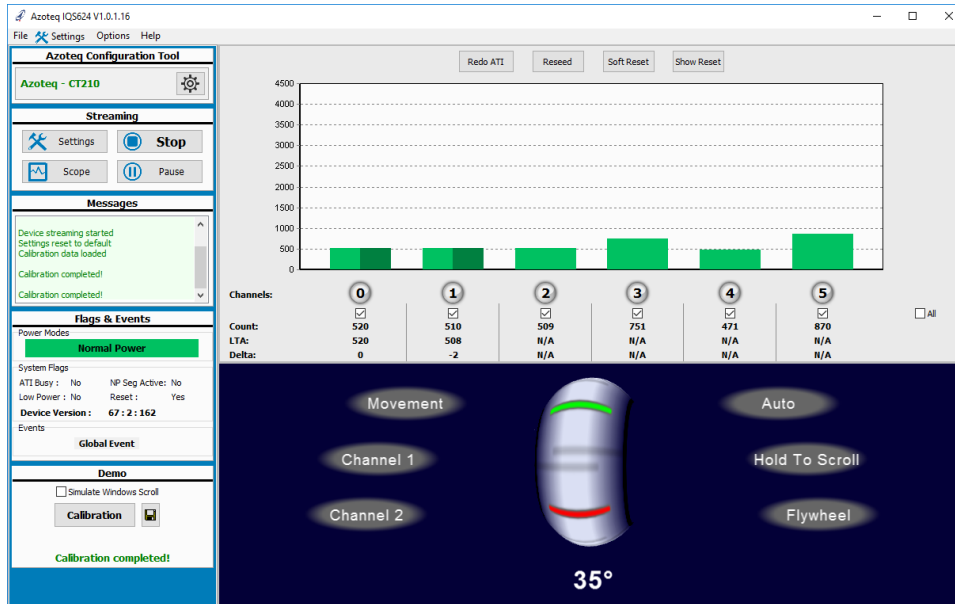 Azoteq IQS624 V1.0.1.16
File Settings Options Help
Azoteq Configuration Tool
Azoteq - CT210
Streaming
Settings Stop
Scope Pause
Messages
Device streaming started
Settings reset to default
Calibration data loaded
Calibration completed!
Calibration completed!
Flags & Events
Power Modes
Normal Power
System Flags
ATI Busy : No NP Seg Active: No
Low Power : No Reset : Yes
Device Version : 67 : 2 : 162
Events
Global Event
Demo
Simulate Windows Scroll
Calibration
Calibration completed!
Redo ATI Reseed Soft Reset Show Reset
4500
4000
3500
3000
2500
2000
1500
1000
500
0
Channels: 0 1 2 3 4 5
All
Count: 520 510 509 751 471 870
LTA: 520 508 N/A N/A N/A N/A
Delta: 0 -2 N/A N/A N/A N/A
Movement Auto
Channel 1 Hold To Scroll
Channel 2 Flywheel
35°